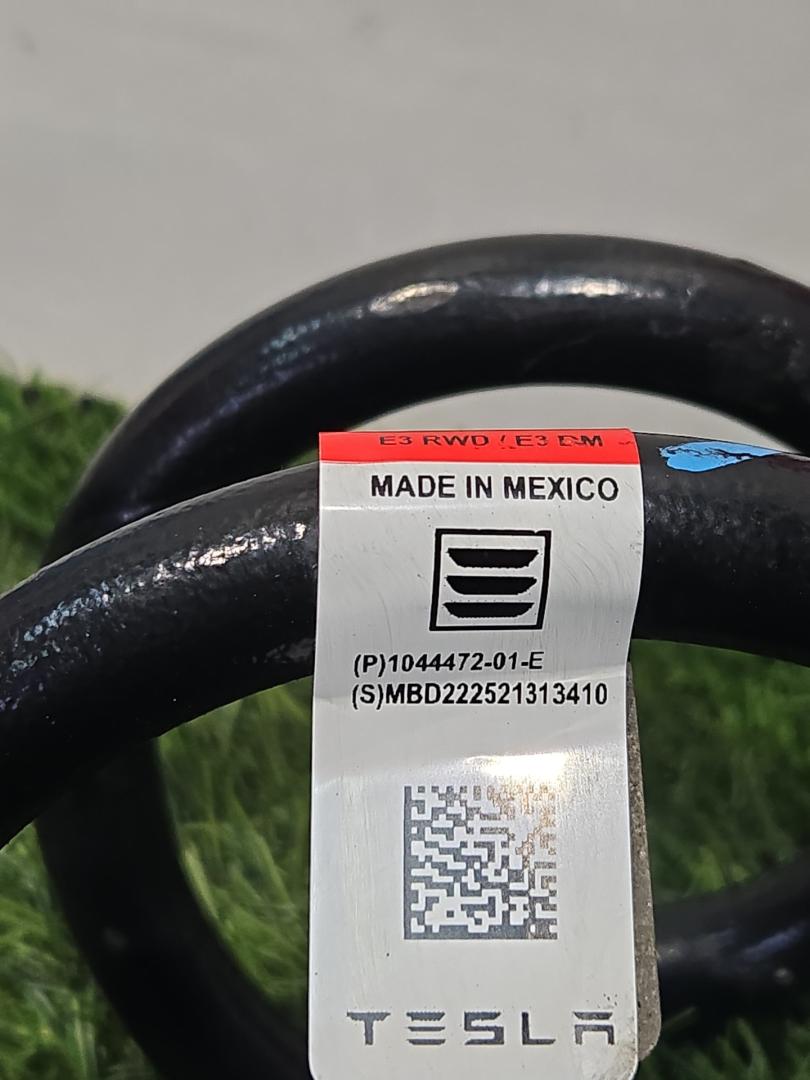 E3 RWD / E3 DM
MADE IN MEXICO
(P)1044472-01-E
(S)MBD222521313410
TESLA